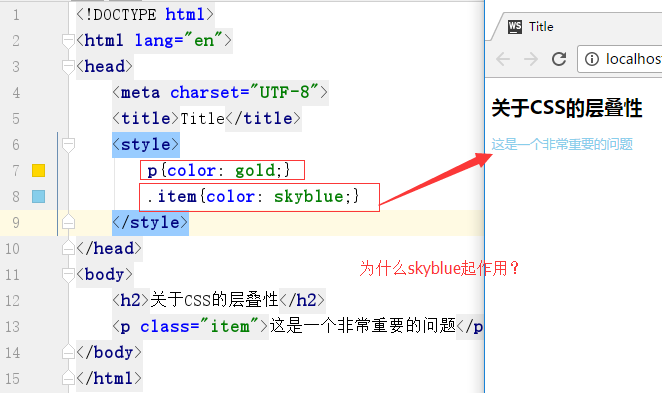 1 <!DOCTYPE html>
2 <html lang="en">
3 <head>
4 <meta charset="UTF-8">
5 <title>Title</title>
6 <style>
7 p{color: gold;}
8 .item{color: skyblue;}
9 </style>
10 </head>
11 <body>
12 <h2>关于CSS的层叠性</h2>
13 <p class="item">这是一个非常重要的问题</p
14 </body>
15 </html>
为什么skyblue起作用？
WS Title
localhos
关于CSS的层叠性
这是一个非常重要的问题